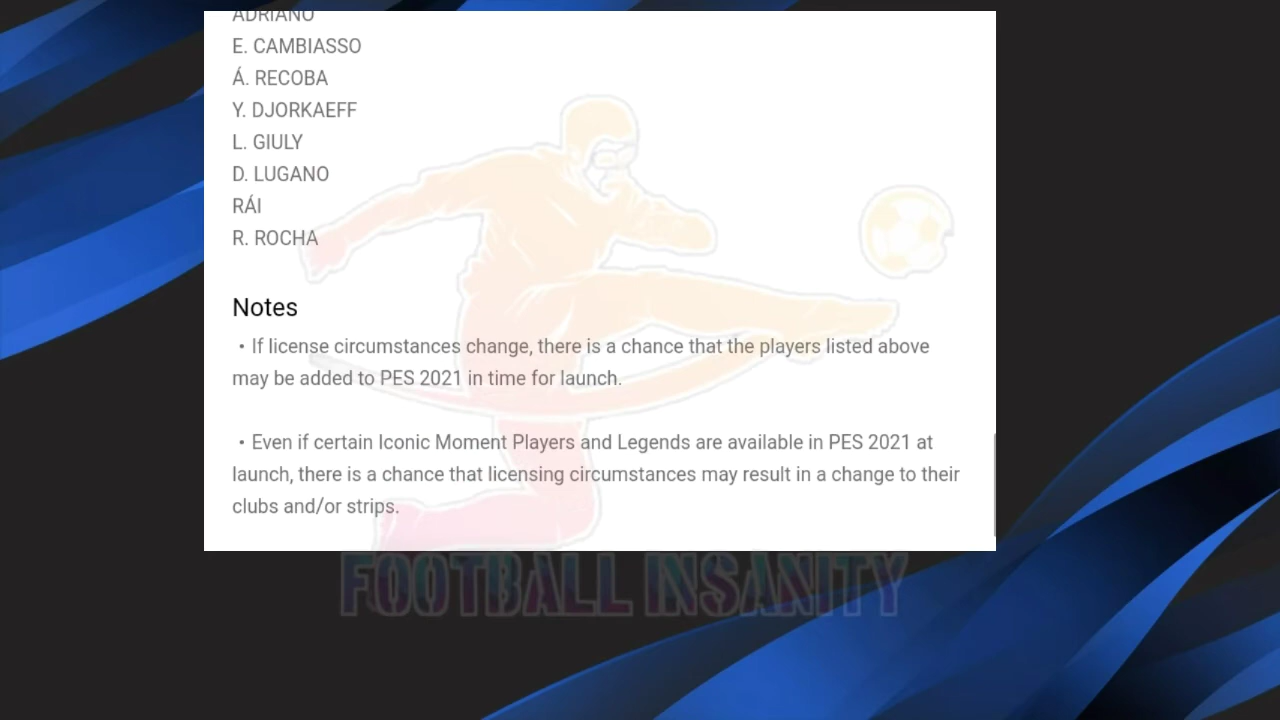 ADRIANO
E. CAMBIASSO
Á. RECOBA
Y. DJORKAEFF
L. GIULY
D. LUGANO
RÁI
R. ROCHA
Notes
・If license circumstances change, there is a chance that the players listed above
may be added to PES 2021 in time for launch.
・Even if certain Iconic Moment Players and Legends are available in PES 2021 at
launch, there is a chance that licensing circumstances may result in a change to their
clubs and/or strips.
FOOTBALL INSANITY